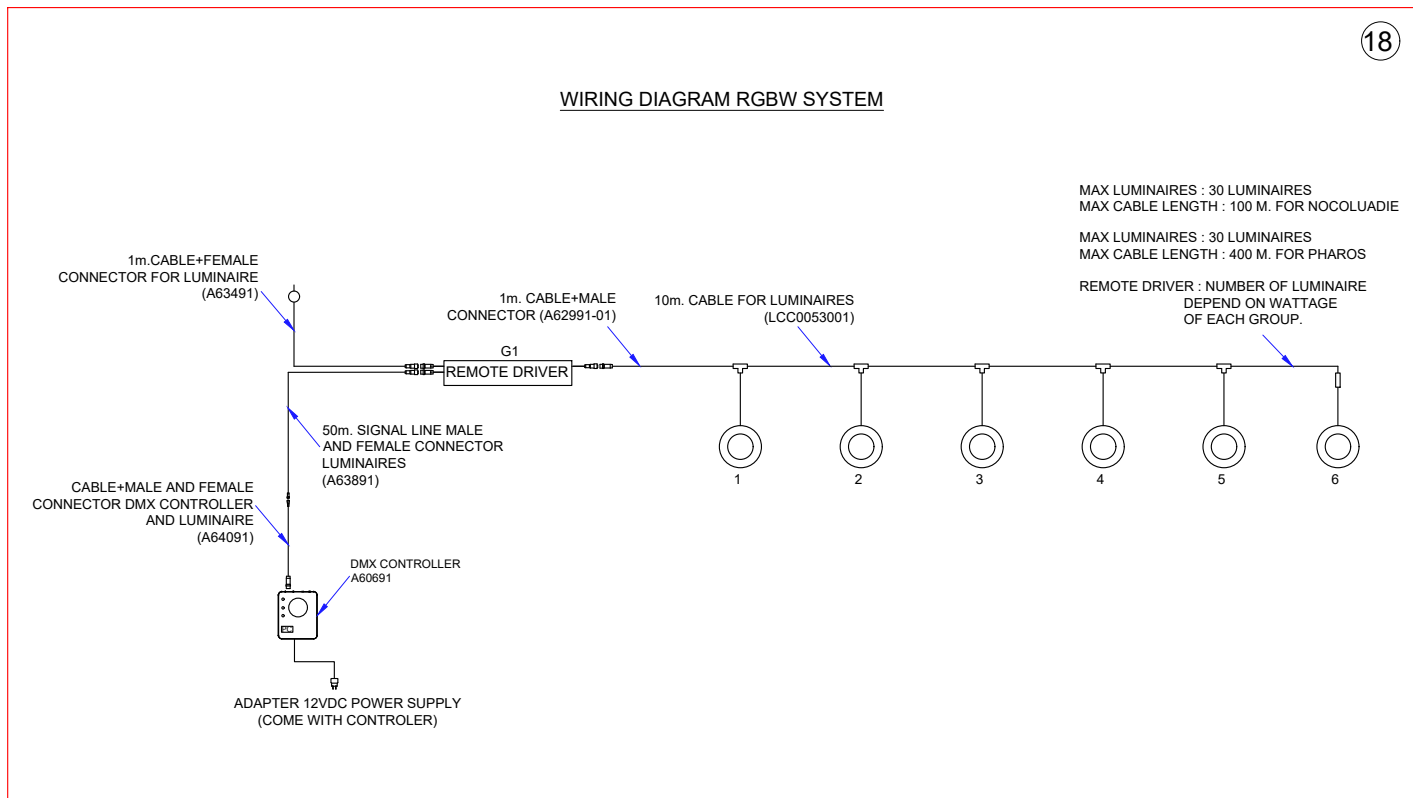 18
WIRING DIAGRAM RGBW SYSTEM
MAX LUMINAIRES : 30 LUMINAIRES
MAX CABLE LENGTH : 100 M. FOR NOCOLUADIE
MAX LUMINAIRES : 30 LUMINAIRES
MAX CABLE LENGTH : 400 M. FOR PHAROS
REMOTE DRIVER : NUMBER OF LUMINAIRE
DEPEND ON WATTAGE
OF EACH GROUP.
1m.CABLE+FEMALE
CONNECTOR FOR LUMINAIRE
(A63491)
1m. CABLE+MALE
CONNECTOR (A62991-01)
10m. CABLE FOR LUMINAIRES
(LCC0053001)
G1
REMOTE DRIVER
50m. SIGNAL LINE MALE
AND FEMALE CONNECTOR
LUMINAIRES
(A63891)
1
2
3
4
5
6
CABLE+MALE AND FEMALE
CONNECTOR DMX CONTROLLER
AND LUMINAIRE
(A64091)
DMX CONTROLLER
A60691
ADAPTER 12VDC POWER SUPPLY
(COME WITH CONTROLER)